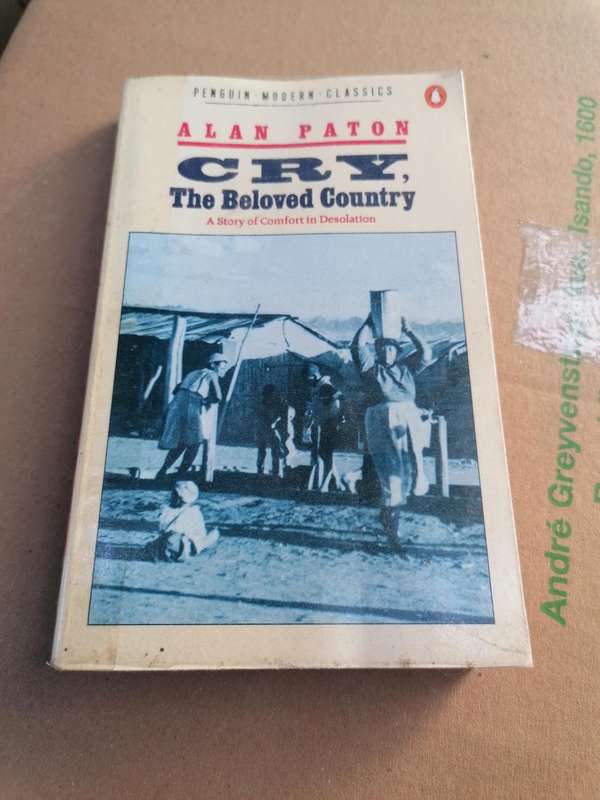 PENGUIN · MODERN · CLASSICS
ALAN PATON
CRY,
The Beloved Country
A Story of Comfort in Desolation
André Greyvenst
Isando, 1600